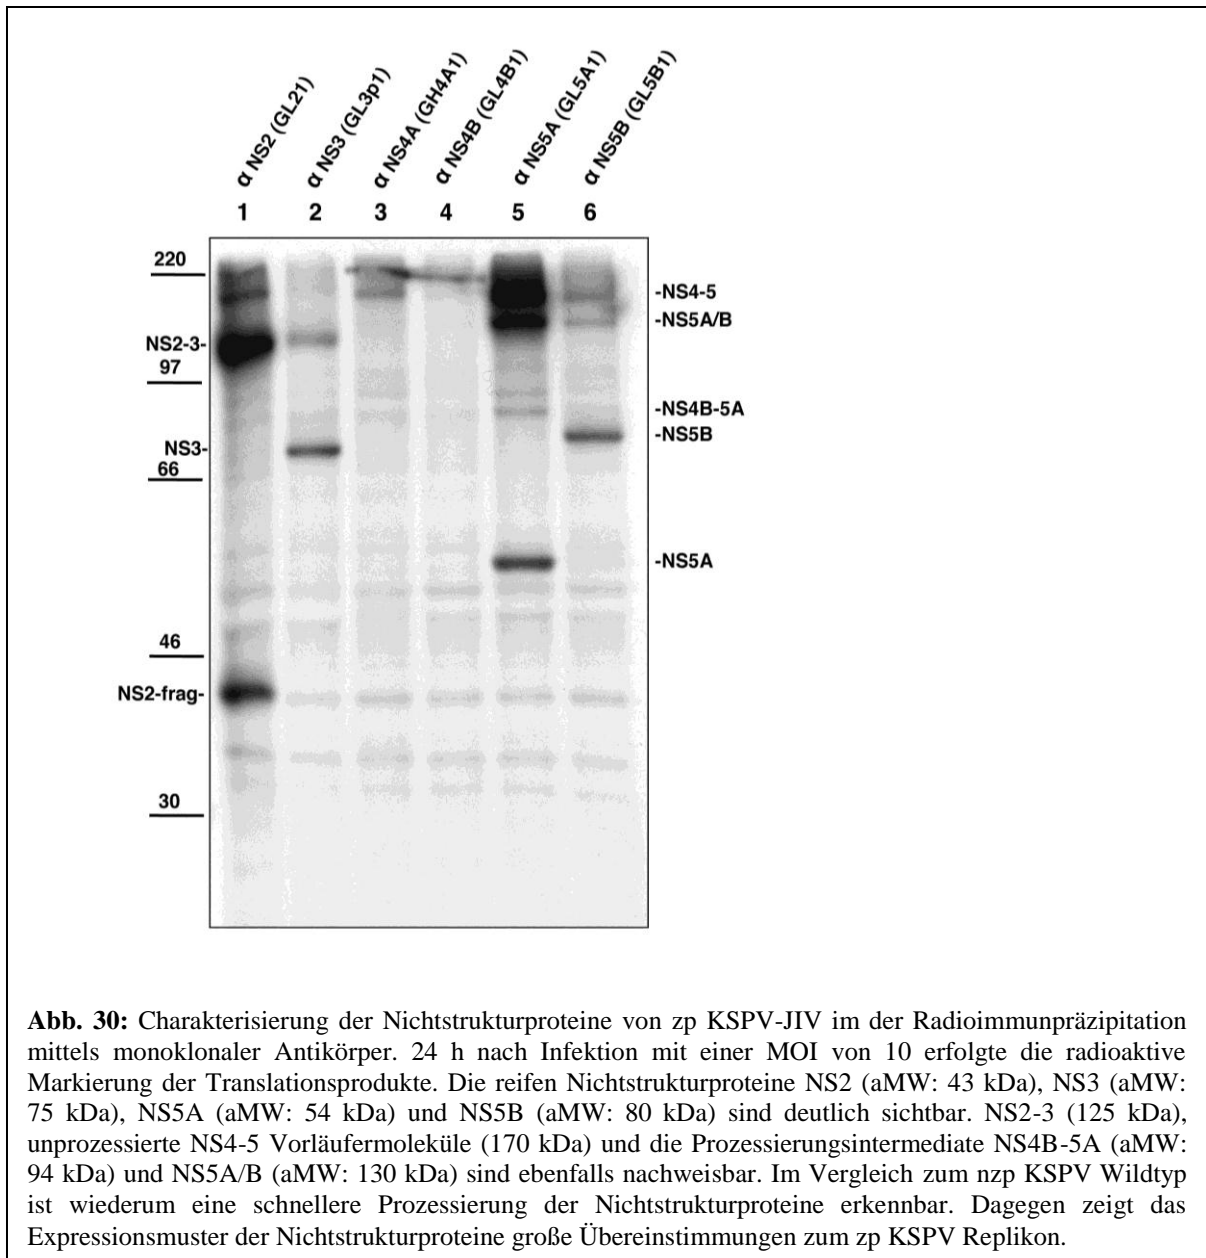 α NS2 (GL21)
α NS3 (GL3p1)
α NS4A (GH4A1)
α NS4B (GL4B1)
α NS5A (GL5A1)
α NS5B (GL5B1)
1 2 3 4 5 6
220
-NS4-5
-NS5A/B
NS2-3-
97
-NS4B-5A
-NS5B
NS3-
66
-NS5A
46
NS2-frag-
30
Abb. 30: Charakterisierung der Nichtstrukturproteine von zp KSPV-JIV im der Radioimmunpräzipitation
mittels monoklonaler Antikörper. 24 h nach Infektion mit einer MOI von 10 erfolgte die radioaktive
Markierung der Translationsprodukte. Die reifen Nichtstrukturproteine NS2 (aMW: 43 kDa), NS3 (aMW:
75 kDa), NS5A (aMW: 54 kDa) und NS5B (aMW: 80 kDa) sind deutlich sichtbar. NS2-3 (125 kDa),
unprozessierte NS4-5 Vorläufermoleküle (170 kDa) und die Prozessierungsintermediate NS4B-5A (aMW:
94 kDa) und NS5A/B (aMW: 130 kDa) sind ebenfalls nachweisbar. Im Vergleich zum nzp KSPV Wildtyp
ist wiederum eine schnellere Prozessierung der Nichtstrukturproteine erkennbar. Dagegen zeigt das
Expressionsmuster der Nichtstrukturproteine große Übereinstimmungen zum zp KSPV Replikon.